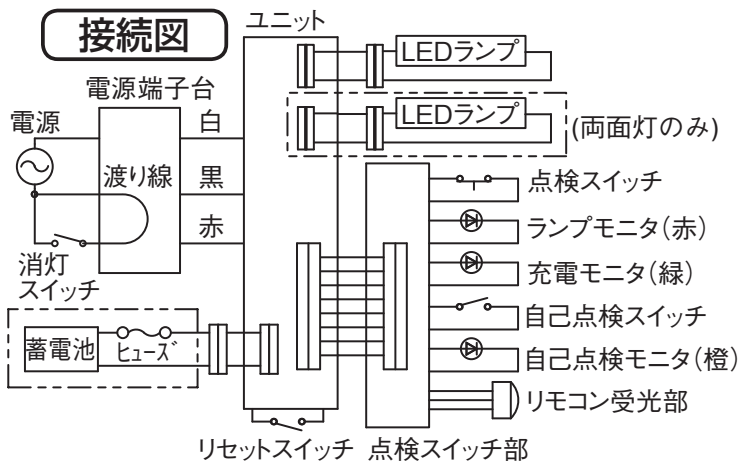 接続図
ユニット
LEDランプ
電源端子台
電源
白
LEDランプ
(両面灯のみ)
渡り線
黒
点検スイッチ
赤
ランプモニタ(赤)
消灯
スイッチ
充電モニタ(緑)
自己点検スイッチ
蓄電池
ヒューズ
自己点検モニタ(橙)
リモコン受光部
リセットスイッチ
点検スイッチ部